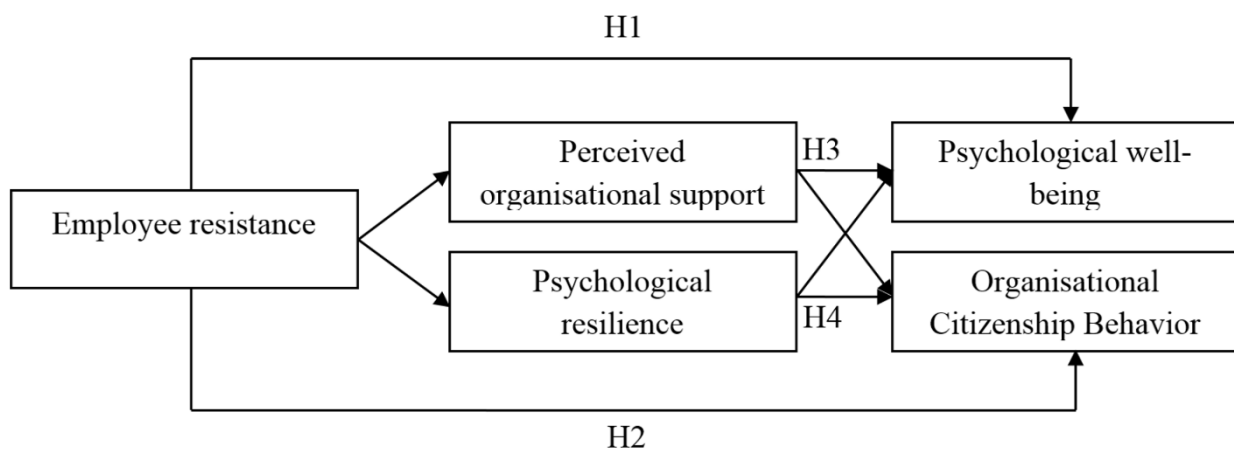 H1
Perceived
organisational support
H3
Psychological well-
being
Employee resistance
Psychological
resilience
H4
Organisational
Citizenship Behavior
H2